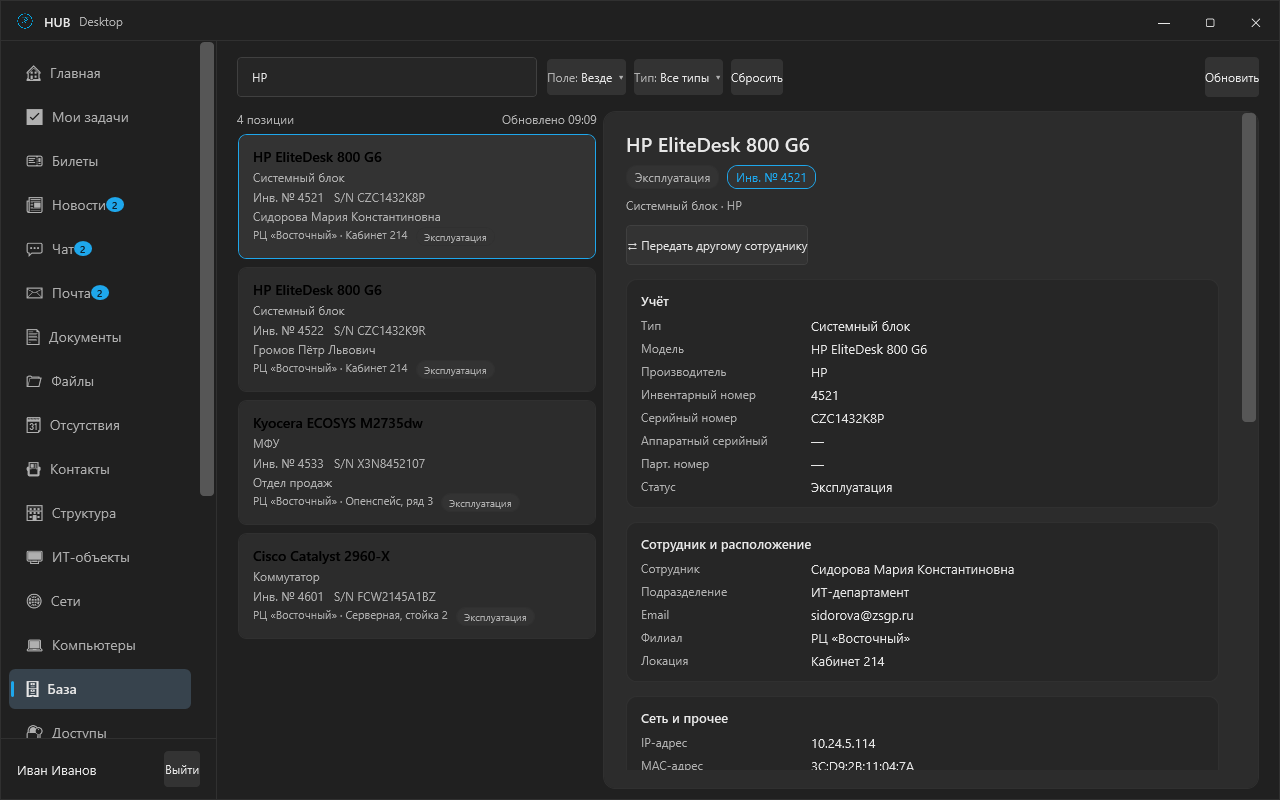 HUB Desktop
Главная
Мои задачи
Билеты
Новости 2
Чат 2
Почта 2
Документы
Файлы
Отсутствия
Контакты
Структура
ИТ-объекты
Сети
Компьютеры
База
Доступы
Иван Иванов Выйти
HP
Поле: Везде
Тип: Все типы
Сбросить
Обновить
4 позиции
Обновлено 09:09
HP EliteDesk 800 G6
Системный блок
Инв. № 4521 S/N CZC1432K8P
Сидорова Мария Константиновна
РЦ «Восточный» · Кабинет 214 Эксплуатация
HP EliteDesk 800 G6
Системный блок
Инв. № 4522 S/N CZC1432K9R
Громов Пётр Львович
РЦ «Восточный» · Кабинет 214 Эксплуатация
Kyocera ECOSYS M2735dw
МФУ
Инв. № 4533 S/N X3N8452107
Отдел продаж
РЦ «Восточный» · Опенспейс, ряд 3 Эксплуатация
Cisco Catalyst 2960-X
Коммутатор
Инв. № 4601 S/N FCW2145A1BZ
РЦ «Восточный» · Серверная, стойка 2 Эксплуатация
HP EliteDesk 800 G6
Эксплуатация Инв. № 4521
Системный блок · HP
⇄ Передать другому сотруднику
Учёт
Тип Системный блок
Модель HP EliteDesk 800 G6
Производитель HP
Инвентарный номер 4521
Серийный номер CZC1432K8P
Аппаратный серийный —
Парт. номер —
Статус Эксплуатация
Сотрудник и расположение
Сотрудник Сидорова Мария Константиновна
Подразделение ИТ-департамент
Email sidorova@zsgp.ru
Филиал РЦ «Восточный»
Локация Кабинет 214
Сеть и прочее
IP-адрес 10.24.5.114
MAC-адрес 3C:D9:2B:11:04:7A